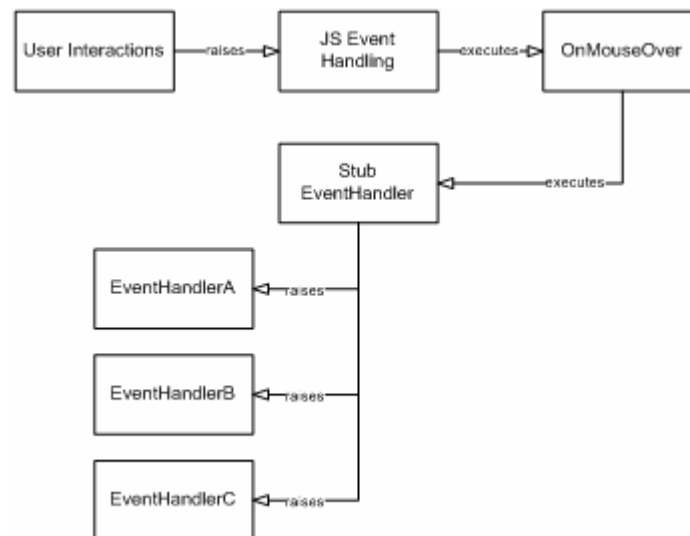 User Interactions
raises
JS Event
Handling
executes
OnMouseOver
Stub
EventHandler
executes
EventHandlerA
raises
EventHandlerB
raises
EventHandlerC
raises